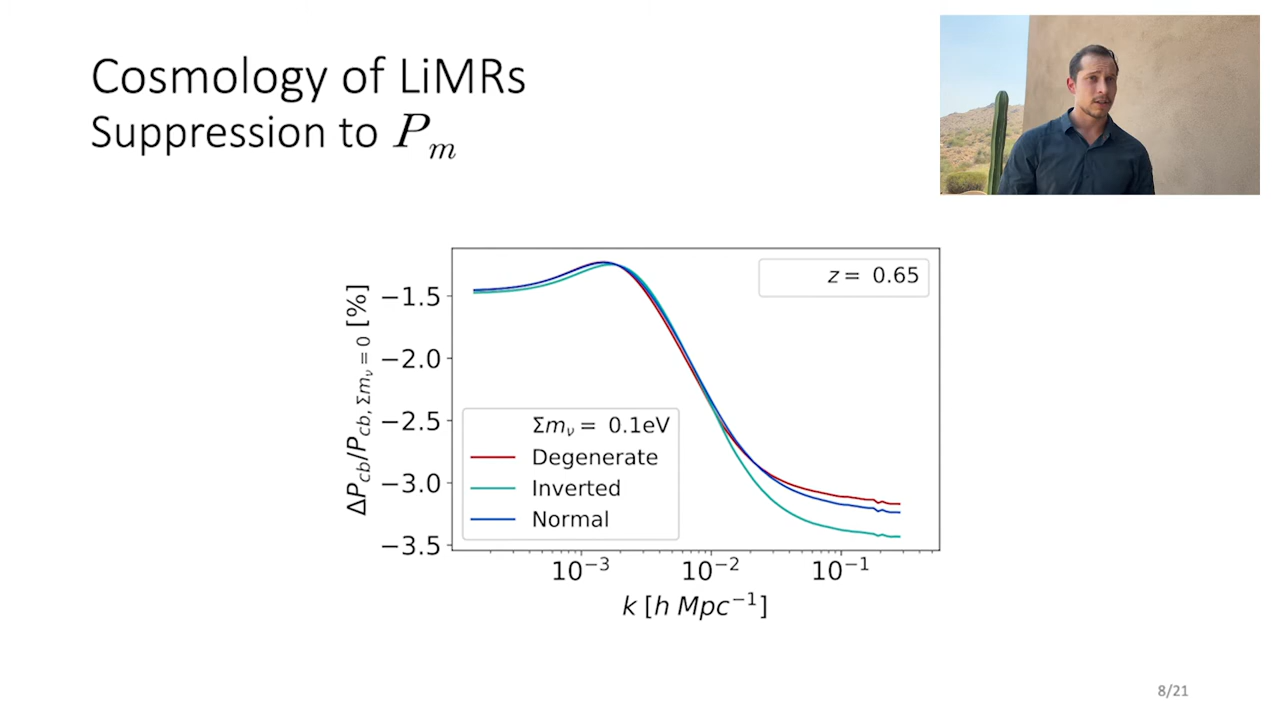 Cosmology of LiMRs
Suppression to P_m
z = 0.65
ΔP_cb/P_cb, Σm_ν = 0 [%]
−1.5
−2.0
−2.5
−3.0
−3.5
Σm_ν = 0.1eV
Degenerate
Inverted
Normal
10^−3 10^−2 10^−1
k [h Mpc^−1]
8/21